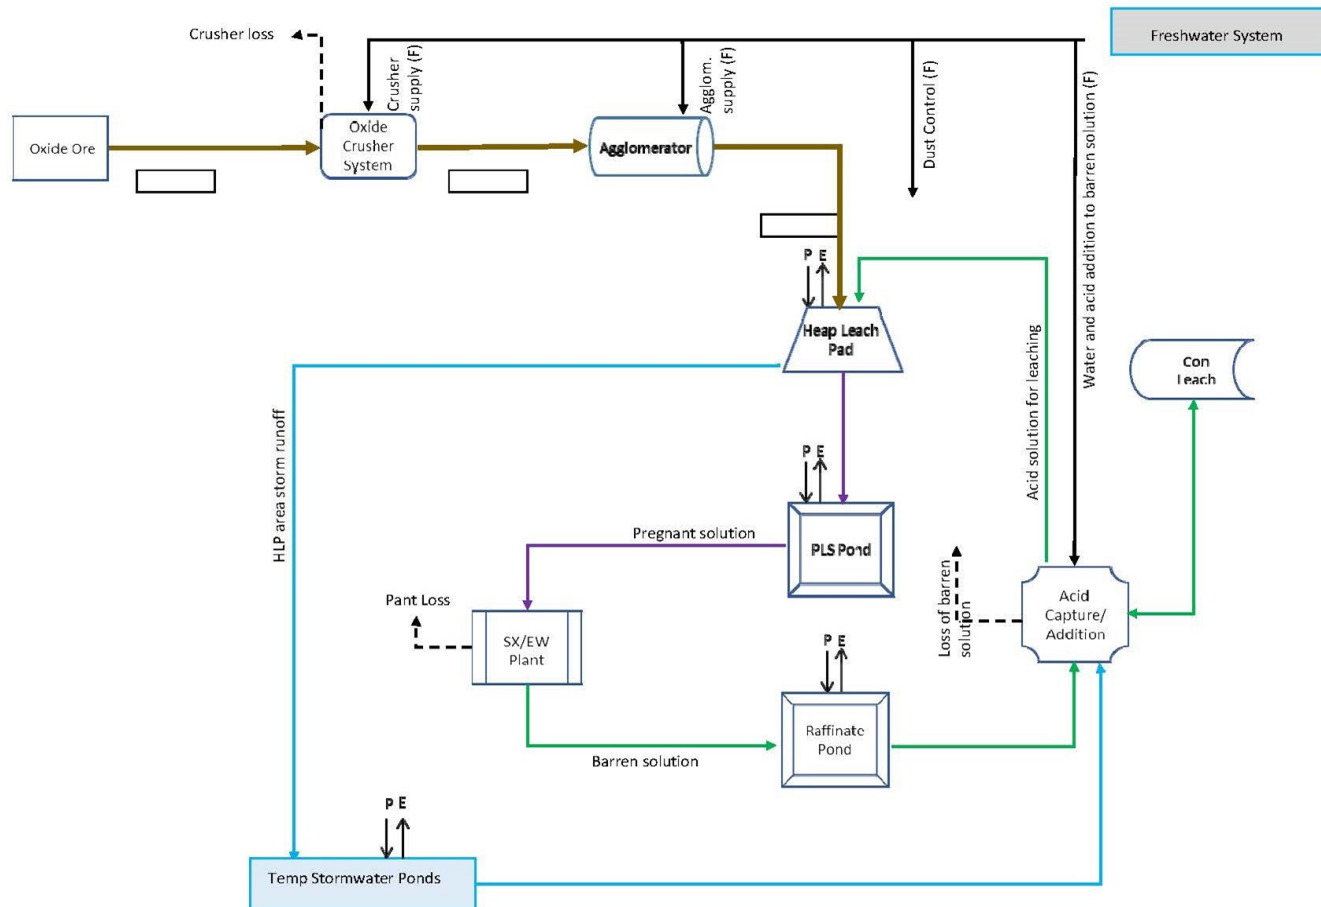 Crusher loss
Freshwater System
Crusher
supply (F)
Agglom.
supply (F)
Dust Control (F)
Water and acid addition to barren solution (F)
Oxide Ore
Oxide
Crusher
System
Agglomerator
P E
Heap Leach
Pad
Acid solution for leaching
Con
Leach
HLP area storm runoff
P E
Pregnant solution
PLS Pond
Pant Loss
SX/EW
Plant
Loss of barren
solution
Acid
Capture/
Addition
P E
Raffinate
Pond
Barren solution
P E
Temp Stormwater Ponds